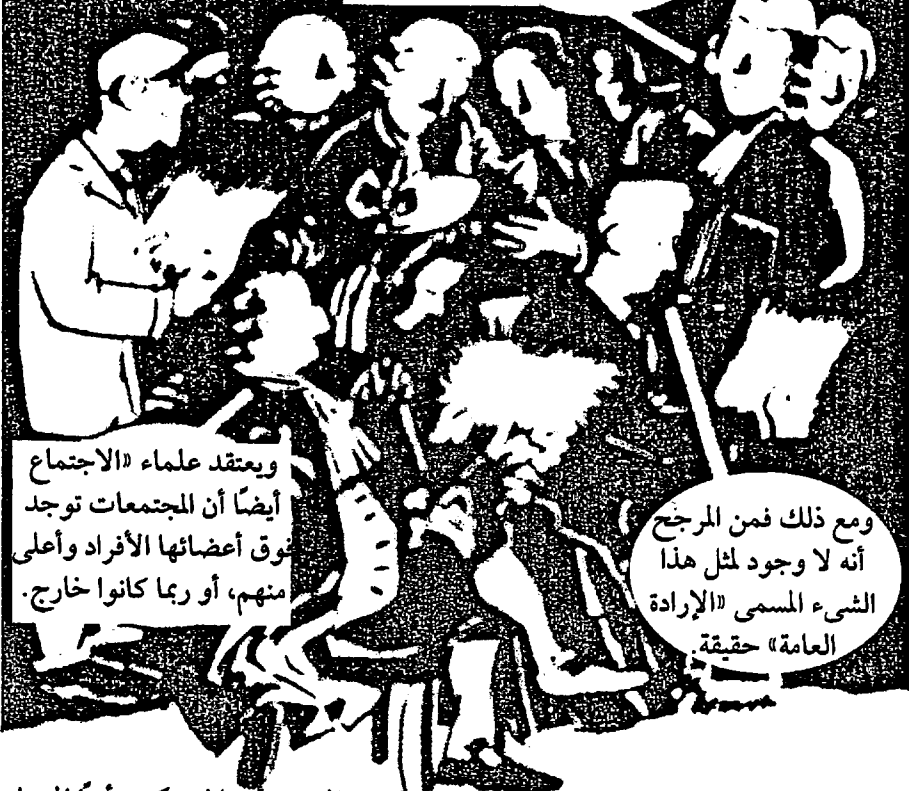 ومع ذلك فمن المرجح
أنه لا وجود لمثل هذا
الشىء المسمى «الإرادة
العامة» حقيقة.
ويعتقد علماء «الاجتماع
أيضًا أن المجتمعات توجد
فوق أعضائها الأفراد وأعلى
منهم، أو ربما كانوا خارج.